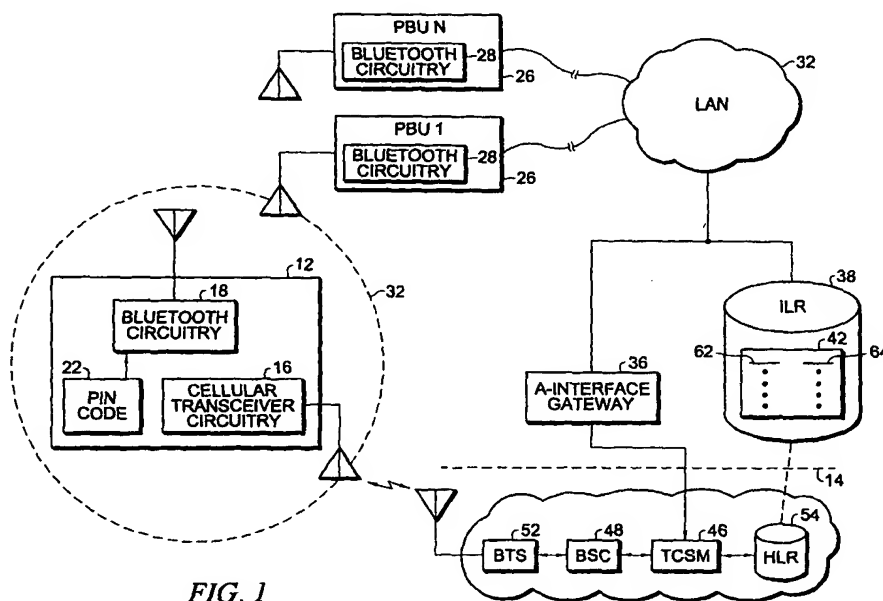 PBU N
BLUETOOTH
CIRCUITRY
28
26
PBU 1
BLUETOOTH
CIRCUITRY
28
26
LAN
32
12
18
BLUETOOTH
CIRCUITRY
22
PIN
CODE
16
CELLULAR
TRANSCEIVER
CIRCUITRY
32
36
A-INTERFACE
GATEWAY
38
ILR
42
62
64
14
52
BTS
48
BSC
46
TCSM
54
HLR
FIG. 1